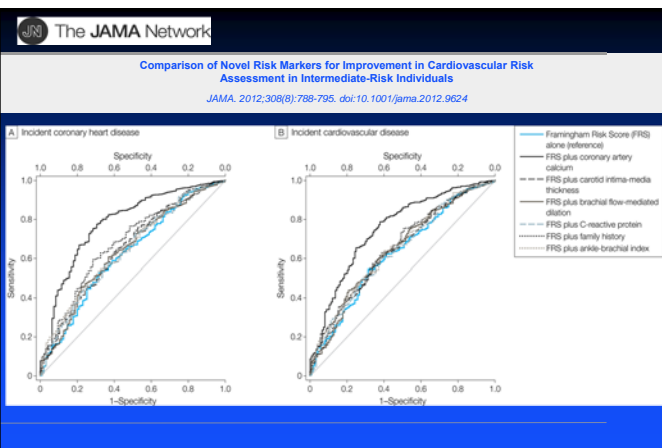 JN The JAMA Network
Comparison of Novel Risk Markers for Improvement in Cardiovascular Risk
Assessment in Intermediate-Risk Individuals
JAMA. 2012;308(8):788-795. doi:10.1001/jama.2012.9624
A Incident coronary heart disease
Specificity
1.0 0.8 0.6 0.4 0.2 0.0
1.0
0.8
0.6
0.4
0.2
0
Sensitivity
0 0.2 0.4 0.6 0.8 1.0
1–Specificity
B Incident cardiovascular disease
Specificity
1.0 0.8 0.6 0.4 0.2 0.0
1.0
0.8
0.6
0.4
0.2
0
Sensitivity
0 0.2 0.4 0.6 0.8 1.0
1–Specificity
Framingham Risk Score (FRS)
alone (reference)
FRS plus coronary artery
calcium
FRS plus carotid intima-media
thickness
FRS plus brachial flow-mediated
dilation
FRS plus C-reactive protein
FRS plus family history
FRS plus ankle-brachial index